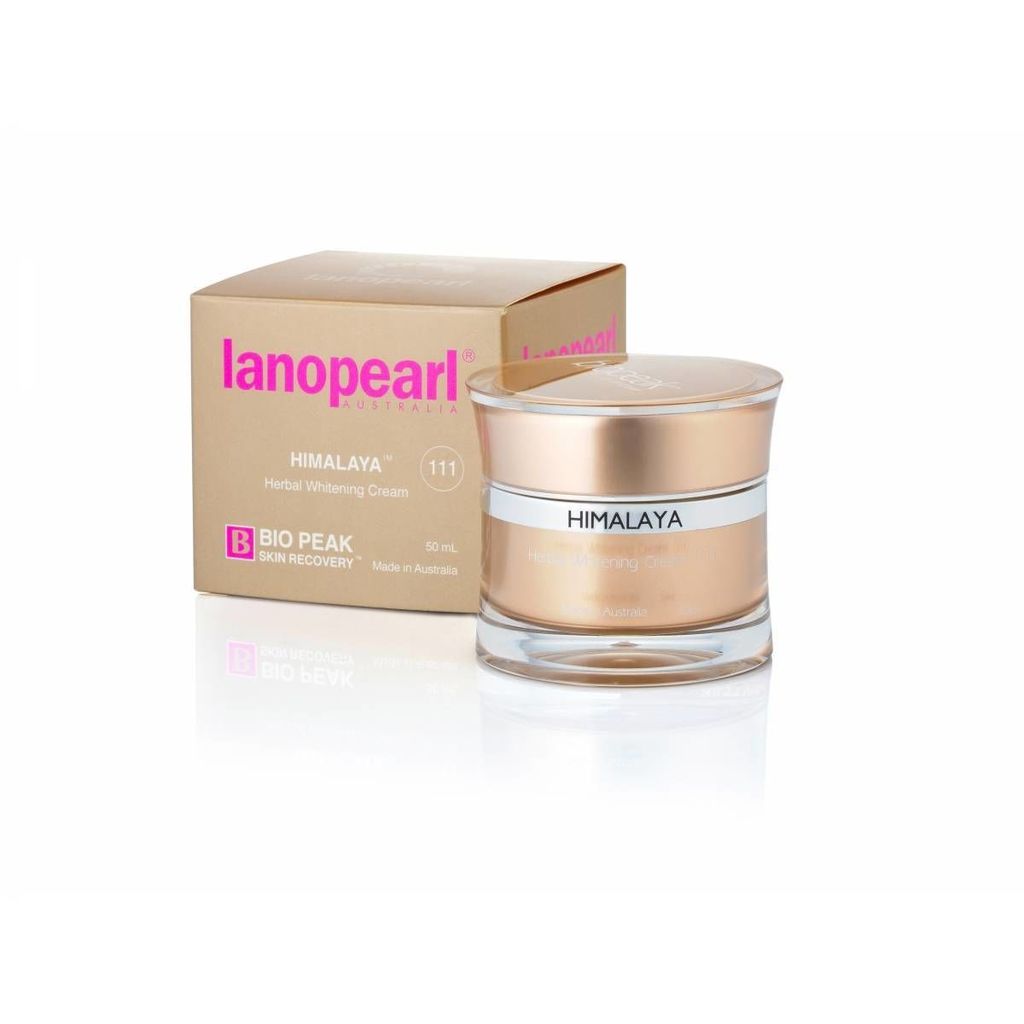 lanopearl
lanopearl®
AUSTRALIA
HIMALAYA™
111
Herbal Whitening Cream
B BIO PEAK
SKIN RECOVERY™
50 mL
Made in Australia
lanopearl
HIMALAYA
Herbal Whitening Cream
Australia